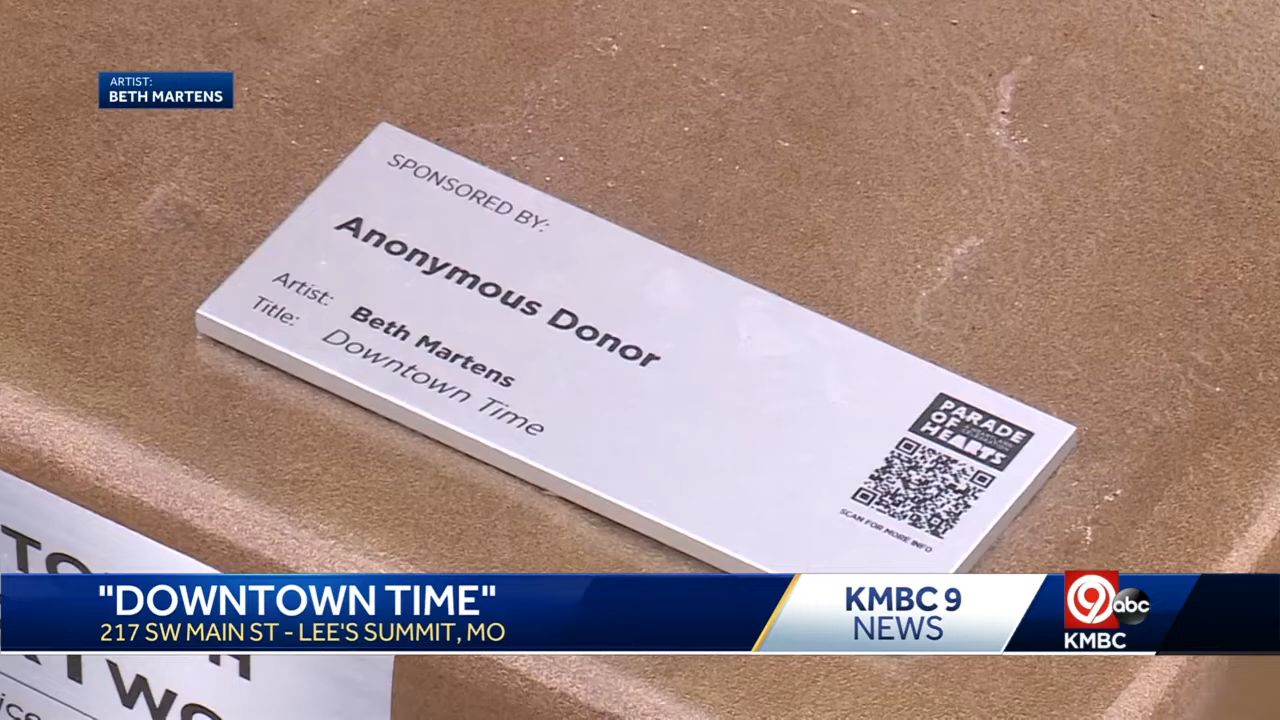 ARTIST:
BETH MARTENS
SPONSORED BY:
Anonymous Donor
Artist: Beth Martens
Title: Downtown Time
PARADE
OF
HEARTS
SCAN FOR MORE INFO
"DOWNTOWN TIME"
217 SW MAIN ST - LEE'S SUMMIT, MO
KMBC 9
NEWS
9 abc
KMBC